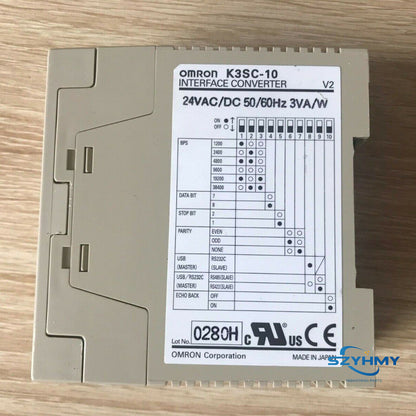 OMRON K3SC-10
INTERFACE CONVERTER V2
24VAC/DC 50/60Hz 3VA/W
ON ● ↑
OFF ○ ↓
1 2 3 4 5 6 7 8 9 10
BPS 1200
2400
4800
9600
19200
38400
DATA BIT 7
8
STOP BIT 2
1
PARITY EVEN
ODD
NONE
USB RS232C
(MASTER) (SLAVE)
USB/RS232C RS485(SLAVE)
(MASTER) RS422(SLAVE)
ECHO BACK OFF
ON
Lot No. 0280H c UR us CE
OMRON Corporation MADE IN JAPAN
SZYHMY